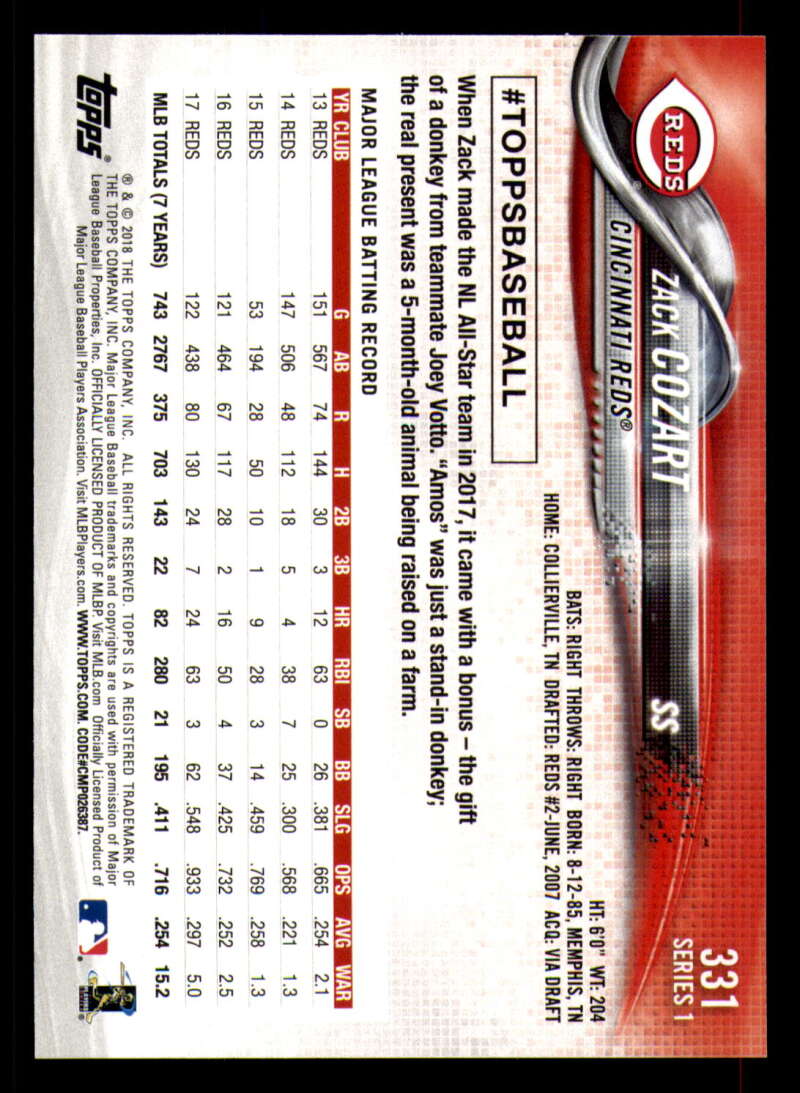 331
SERIES 1
REDS
ZACK COZART
SS
CINCINNATI REDS®
HT: 6'0" WT: 204
BATS: RIGHT THROWS: RIGHT BORN: 8-12-85, MEMPHIS, TN
HOME: COLLIERVILLE, TN DRAFTED: REDS #2-JUNE, 2007 ACQ: VIA DRAFT
#TOPPSBASEBALL
When Zack made the NL All-Star team in 2017, it came with a bonus – the gift
of a donkey from teammate Joey Votto. “Amos” was just a stand-in donkey;
the real present was a 5-month-old animal being raised on a farm.
MAJOR LEAGUE BATTING RECORD
YR CLUB G AB R H 2B 3B HR RBI SB BB SLG OPS AVG WAR
13 REDS 151 567 74 144 30 3 12 63 0 26 .381 .665 .254 2.1
14 REDS 147 506 48 112 18 5 4 38 7 25 .300 .568 .221 1.3
15 REDS 53 194 28 50 10 1 9 28 3 14 .459 .769 .258 1.3
16 REDS 121 464 67 117 28 2 16 50 4 37 .425 .732 .252 2.5
17 REDS 122 438 80 130 24 7 24 63 3 62 .548 .933 .297 5.0
MLB TOTALS (7 YEARS) 743 2767 375 703 143 22 82 280 21 195 .411 .716 .254 15.2
topps®
® & © 2018 THE TOPPS COMPANY, INC. ALL RIGHTS RESERVED. TOPPS IS A REGISTERED TRADEMARK OF
THE TOPPS COMPANY, INC. Major League Baseball trademarks and copyrights are used with permission of Major
League Baseball Properties, Inc. OFFICIALLY LICENSED PRODUCT OF MLBP. Visit MLB.com Officially Licensed Product of
Major League Baseball Players Association. Visit MLBPlayers.com. WWW.TOPPS.COM. CODE#CMP026387.